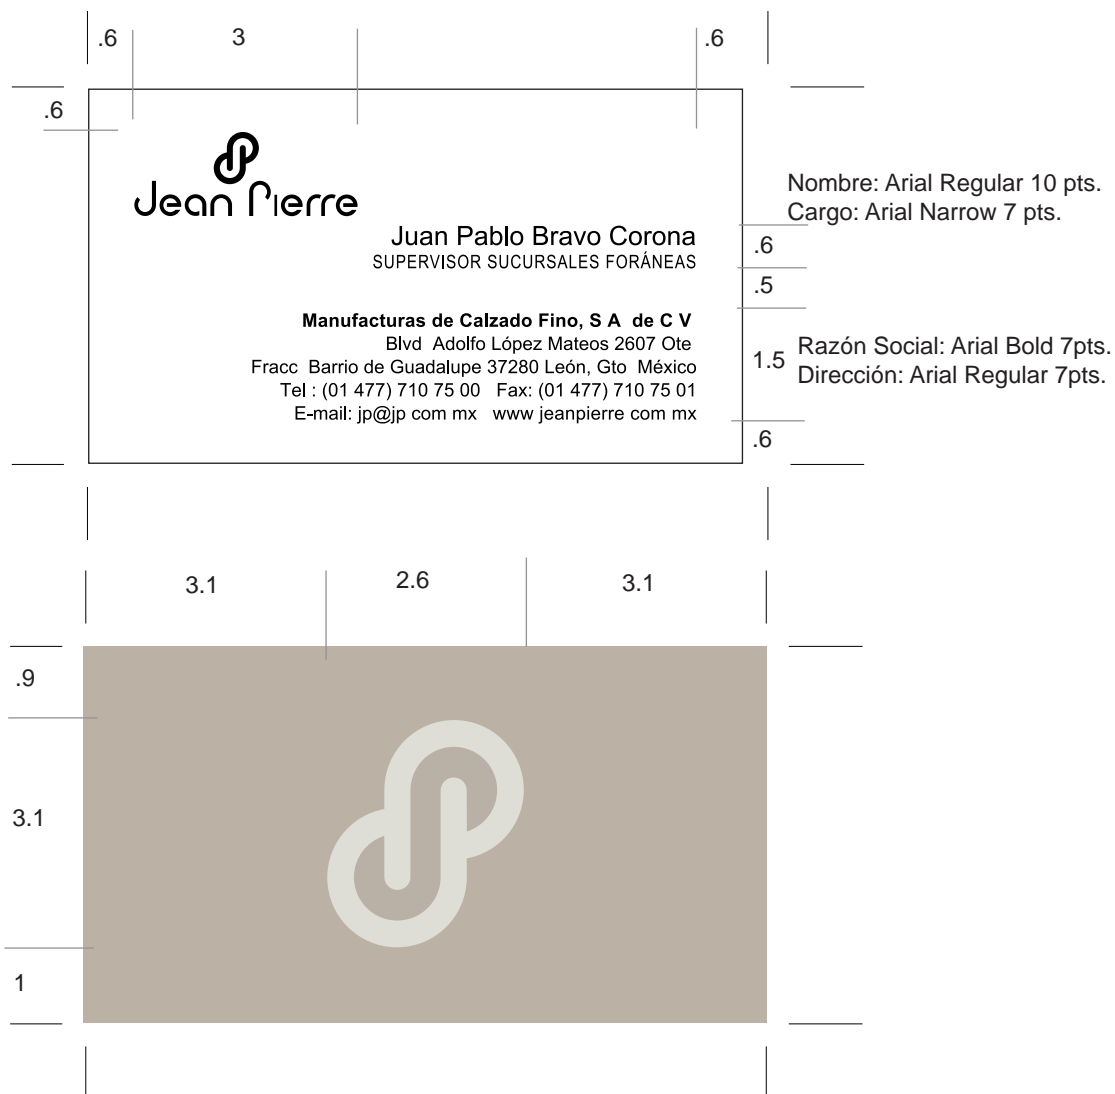 .6 3 .6
.6
Jean Pierre
Nombre: Arial Regular 10 pts.
Cargo: Arial Narrow 7 pts.
Juan Pablo Bravo Corona
SUPERVISOR SUCURSALES FORÁNEAS
.6
.5
Manufacturas de Calzado Fino, S A de C V
Blvd Adolfo López Mateos 2607 Ote
Fracc Barrio de Guadalupe 37280 León, Gto México
Tel : (01 477) 710 75 00 Fax: (01 477) 710 75 01
E-mail: jp@jp com mx www jeanpierre com mx
1.5
Razón Social: Arial Bold 7pts.
Dirección: Arial Regular 7pts.
.6
3.1 2.6 3.1
.9
3.1
1